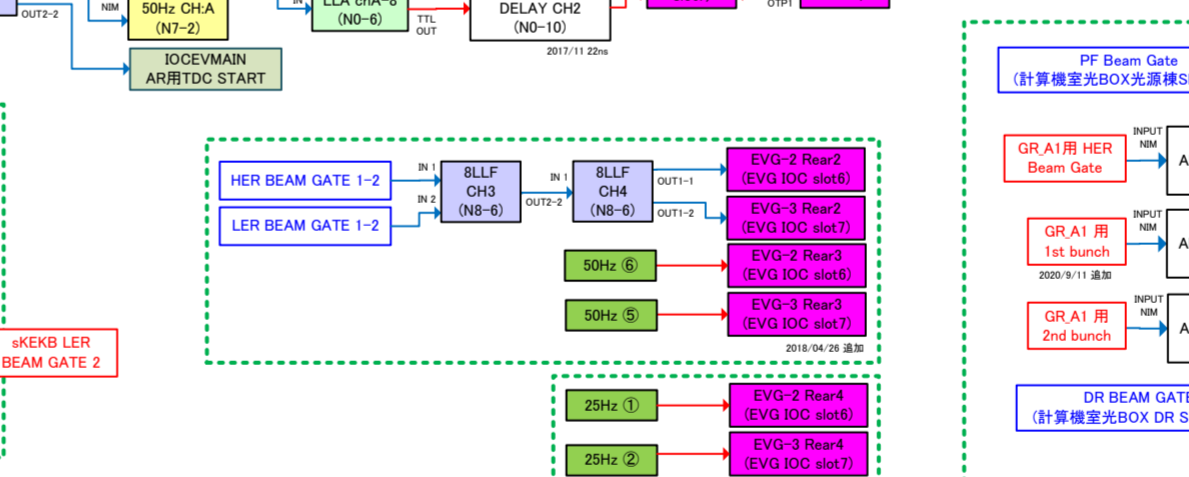 OUT2-2
NIM
50Hz CH:A
(N7-2)
IN
LLA chA-8
(N0-6)
TTL
OUT
DELAY CH2
(N0-10)
2017/11 22ns
OTP1
IOCEVMAIN
AR用TDC START
PF Beam Gate
(計算機室光BOX光源棟S
HER BEAM GATE 1-2
LER BEAM GATE 1-2
IN 1
IN 2
8LLF
CH3
(N8-6)
OUT2-2
IN 1
8LLF
CH4
(N8-6)
OUT1-1
OUT1-2
EVG-2 Rear2
(EVG IOC slot6)
EVG-3 Rear2
(EVG IOC slot7)
50Hz ⑥
EVG-2 Rear3
(EVG IOC slot6)
50Hz ⑤
EVG-3 Rear3
(EVG IOC slot7)
2018/04/26 追加
GR_A1用 HER
Beam Gate
INPUT
NIM
A
GR_A1 用
1st bunch
INPUT
NIM
A
2020/9/11 追加
GR_A1 用
2nd bunch
INPUT
NIM
A
sKEKB LER
BEAM GATE 2
25Hz ①
EVG-2 Rear4
(EVG IOC slot6)
25Hz ②
EVG-3 Rear4
(EVG IOC slot7)
DR BEAM GATE
(計算機室光BOX DR S